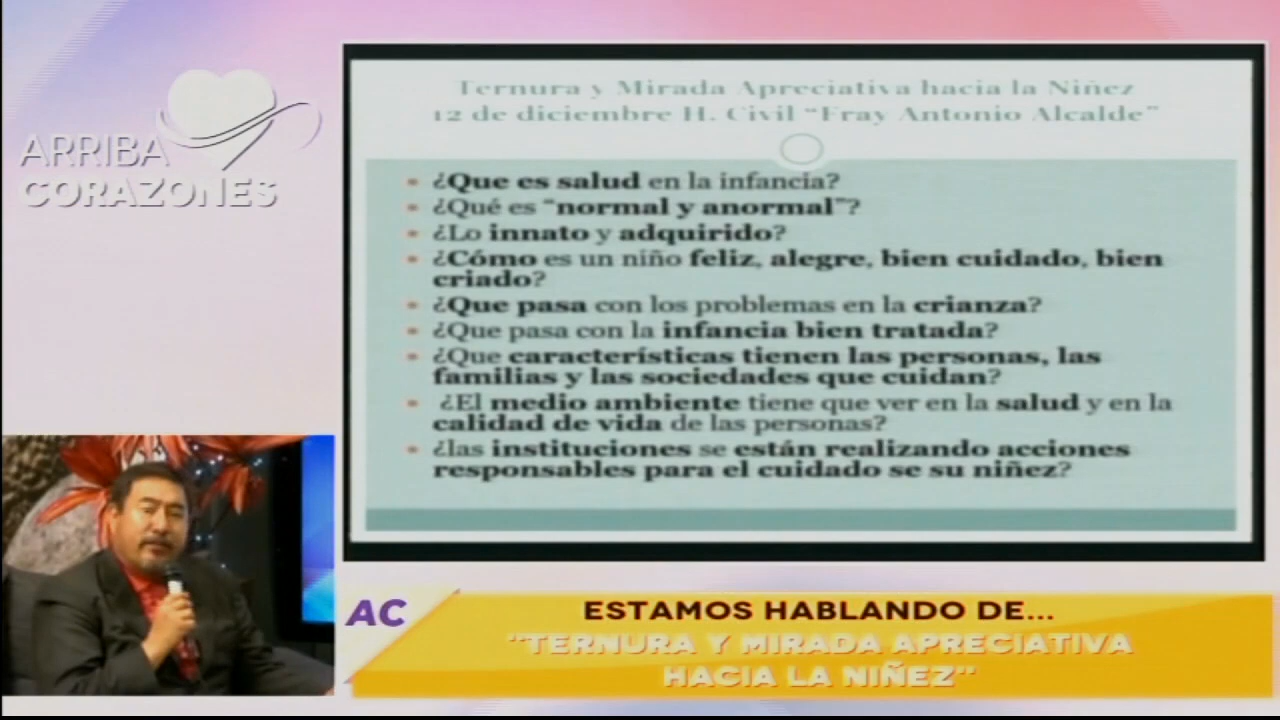 ARRIBA
CORAZONES
Ternura y Mirada Apreciativa hacia la Niñez
12 de diciembre H. Civil "Fray Antonio Alcalde"
• ¿Que es salud en la infancia?
• ¿Qué es "normal y anormal"?
• ¿Lo innato y adquirido?
• ¿Cómo es un niño feliz, alegre, bien cuidado, bien
criado?
• ¿Que pasa con los problemas en la crianza?
• ¿Que pasa con la infancia bien tratada?
• ¿Que características tienen las personas, las
familias y las sociedades que cuidan?
• ¿El medio ambiente tiene que ver en la salud y en la
calidad de vida de las personas?
• ¿las instituciones se están realizando acciones
responsables para el cuidado se su niñez?
AC
ESTAMOS HABLANDO DE...
"TERNURA Y MIRADA APRECIATIVA
HACIA LA NIÑEZ"